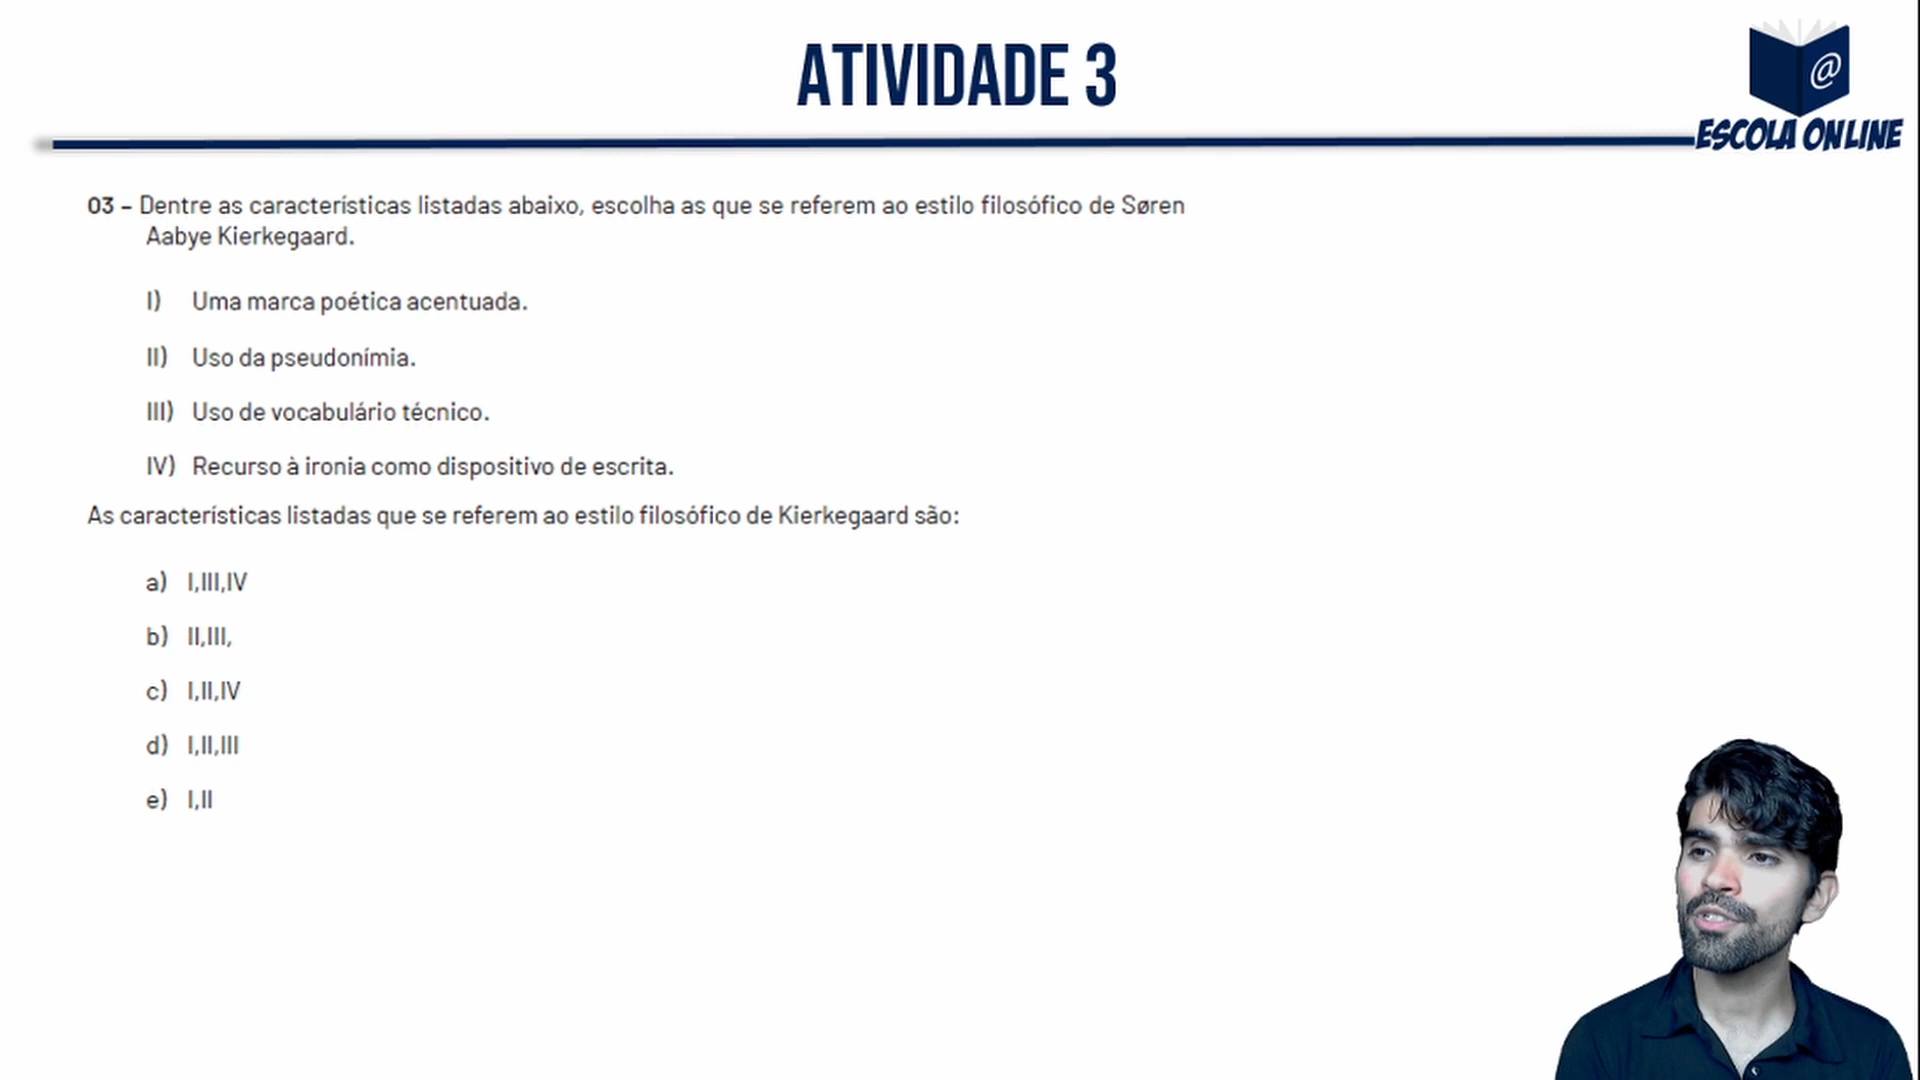 ATIVIDADE 3
@
ESCOLA ONLINE
03 – Dentre as características listadas abaixo, escolha as que se referem ao estilo filosófico de Søren
Aabye Kierkegaard.
I) Uma marca poética acentuada.
II) Uso da pseudonímia.
III) Uso de vocabulário técnico.
IV) Recurso à ironia como dispositivo de escrita.
As características listadas que se referem ao estilo filosófico de Kierkegaard são:
a) I,III,IV
b) II,III,
c) I,II,IV
d) I,II,III
e) I,II